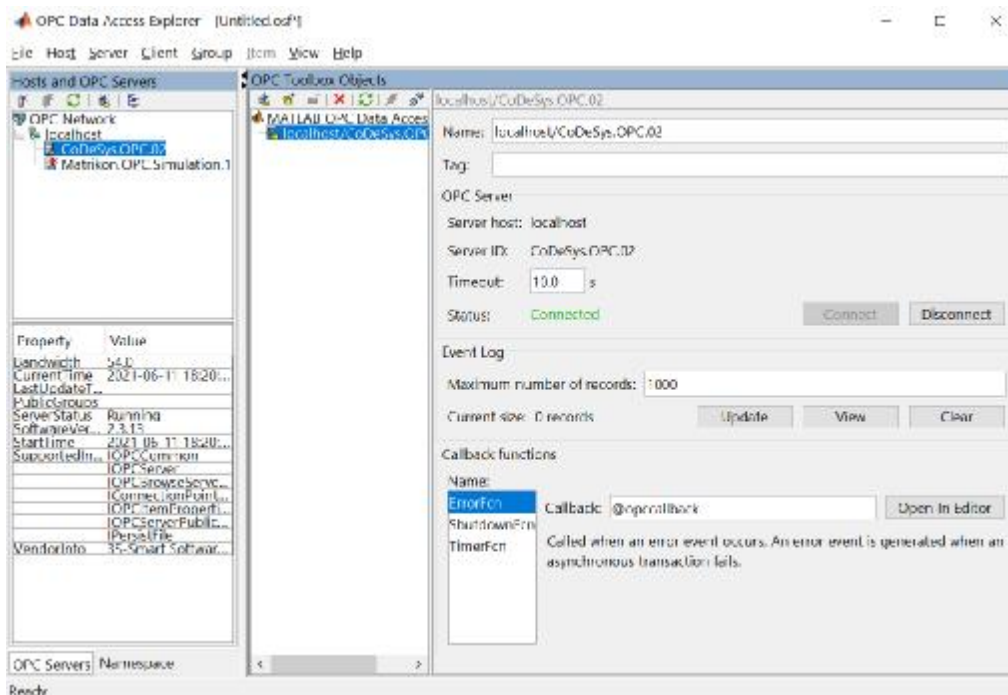 OPC Data Access Explorer [Untitled.osf*]
File Host Server Client Group Item View Help
Hosts and OPC Servers
OPC Network
localhost
CoDeSys.OPC.02
Matrikon.OPC.Simulation.1
Property Value
Bandwidth 54.0
CurrentTime 2021-06-11 18:20:...
LastUpdateT...
PublicGroups
ServerStatus Running
SoftwareVer... 2.3.13
StartTime 2021-06-11 18:20:...
SupportedIn... IOPCCommon
IOPCServer
IOPCBrowseServe...
IConnectionPoint...
IOPCItemProperti...
IOPCServerPublic...
IPersistFile
VendorInfo 3S-Smart Softwar...
OPC Servers Namespace
OPC Toolbox Objects
MATLAB OPC Data Acces
localhost/CoDeSys.OPC
localhost/CoDeSys.OPC.02
Name: localhost/CoDeSys.OPC.02
Tag:
OPC Server
Server host: localhost
Server ID: CoDeSys.OPC.02
Timeout: 10.0 s
Status: Connected Connect Disconnect
Event Log
Maximum number of records: 1000
Current size: 0 records Update View Clear
Callback functions
Name:
ErrorFcn
ShutdownFcn
TimerFcn
Callback: @opccallback Open In Editor
Called when an error event occurs. An error event is generated when an
asynchronous transaction fails.
Ready